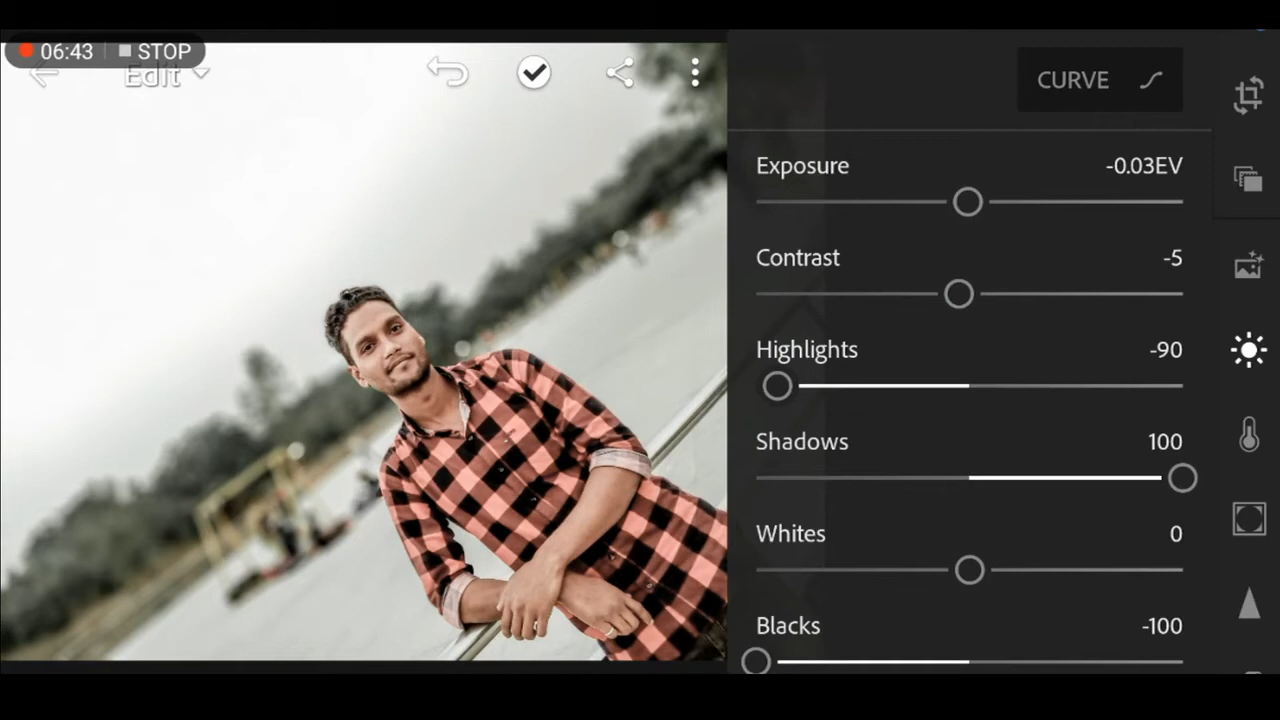 06:43 STOP
Edit
CURVE
Exposure -0.03EV
Contrast -5
Highlights -90
Shadows 100
Whites 0
Blacks -100